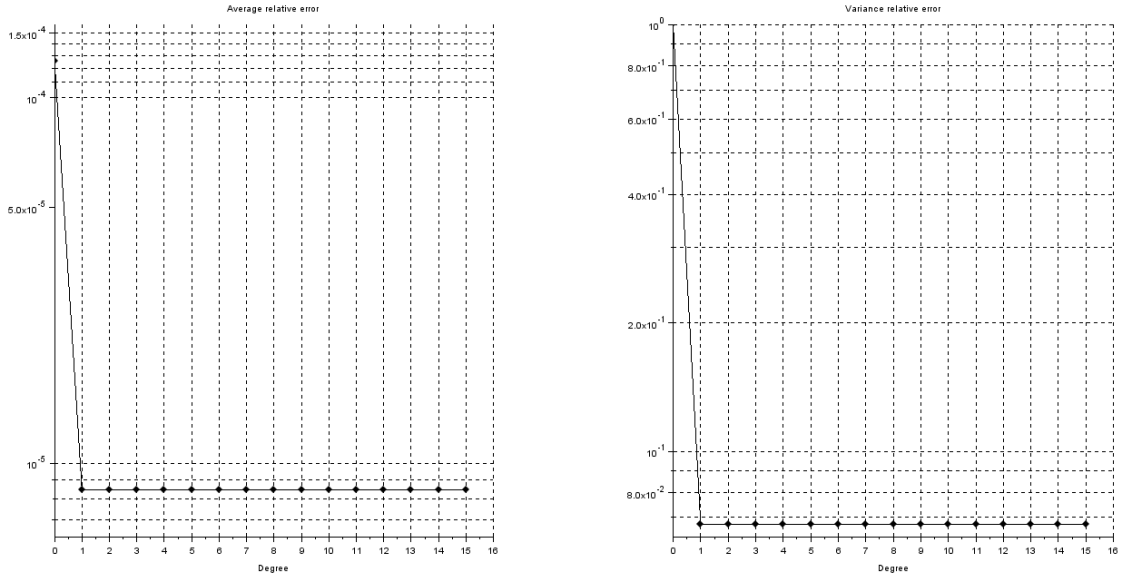 Average relative error
1.5x10^-4
10^-4
5.0x10^-5
10^-5
0 1 2 3 4 5 6 7 8 9 10 11 12 13 14 15 16
Degree
Variance relative error
10^0
8.0x10^-1
6.0x10^-1
4.0x10^-1
2.0x10^-1
10^-1
8.0x10^-2
0 1 2 3 4 5 6 7 8 9 10 11 12 13 14 15 16
Degree